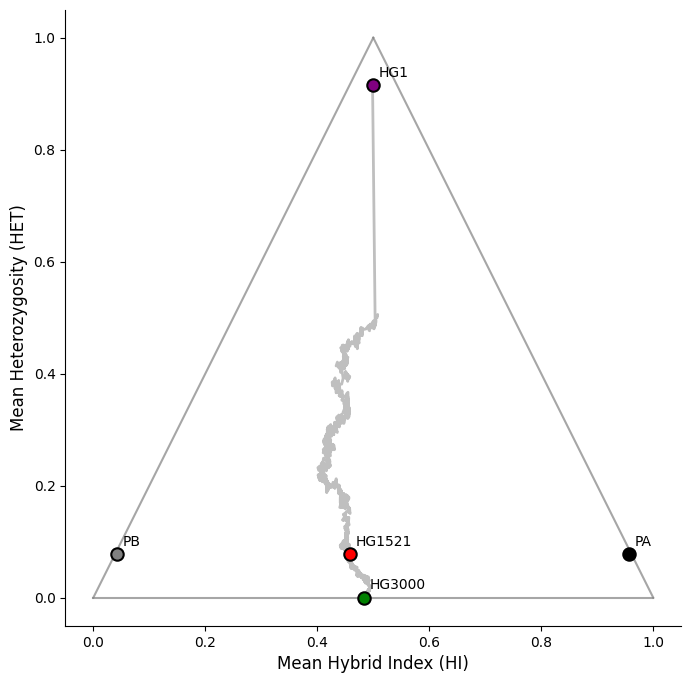 1.0
0.8
0.6
0.4
0.2
0.0
Mean Heterozygosity (HET)
HG1
PB
HG1521
PA
HG3000
0.0 0.2 0.4 0.6 0.8 1.0
Mean Hybrid Index (HI)